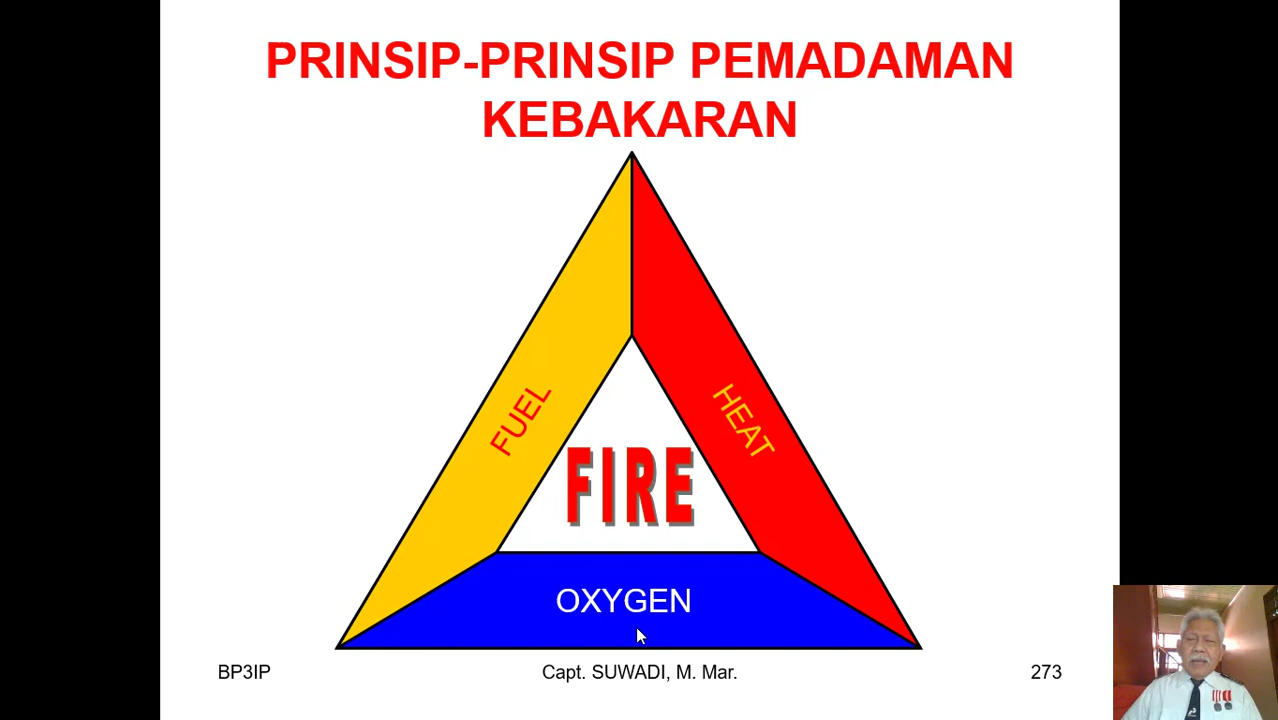 PRINSIP-PRINSIP PEMADAMAN
KEBAKARAN
FUEL
HEAT
FIRE
OXYGEN
BP3IP
Capt. SUWADI, M. Mar.
273